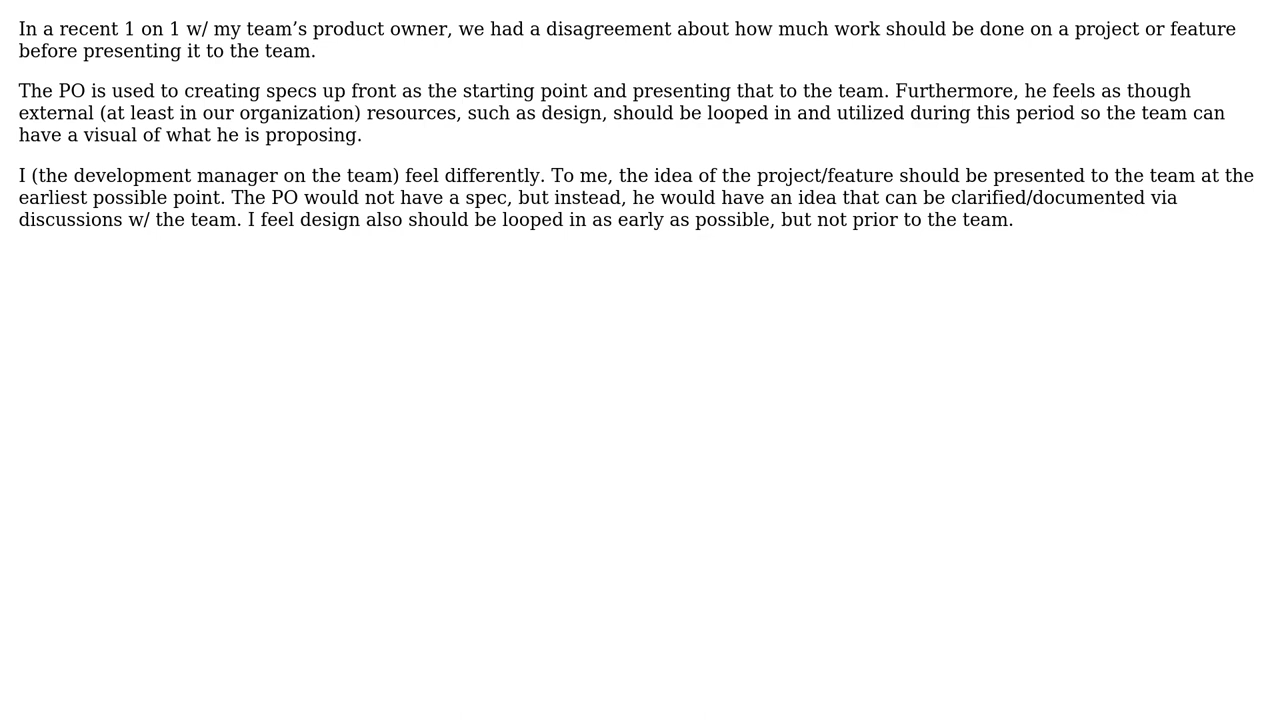 In a recent 1 on 1 w/ my team’s product owner, we had a disagreement about how much work should be done on a project or feature
before presenting it to the team.
The PO is used to creating specs up front as the starting point and presenting that to the team. Furthermore, he feels as though
external (at least in our organization) resources, such as design, should be looped in and utilized during this period so the team can
have a visual of what he is proposing.
I (the development manager on the team) feel differently. To me, the idea of the project/feature should be presented to the team at the
earliest possible point. The PO would not have a spec, but instead, he would have an idea that can be clarified/documented via
discussions w/ the team. I feel design also should be looped in as early as possible, but not prior to the team.